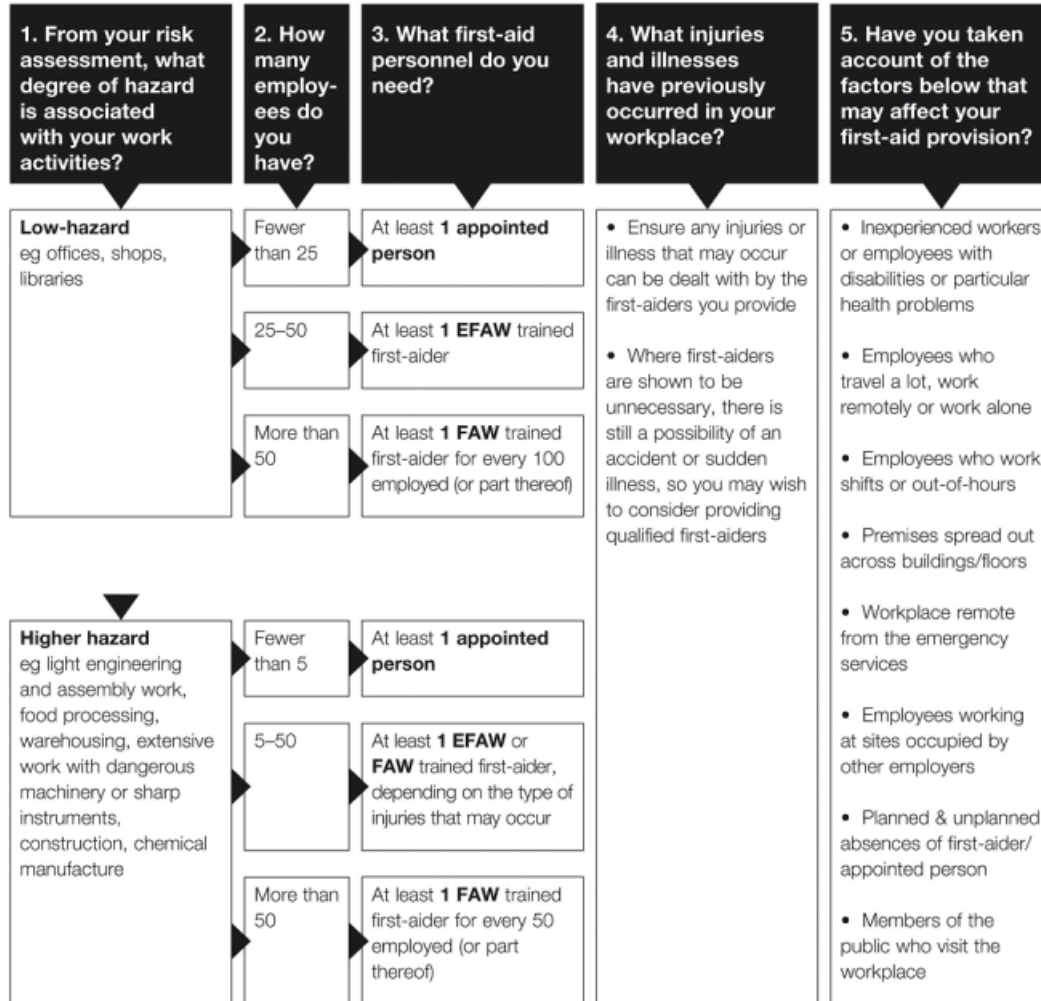 1. From your risk
assessment, what
degree of hazard
is associated
with your work
activities?
2. How
many
employ-
ees do
you
have?
3. What first-aid
personnel do you
need?
4. What injuries
and illnesses
have previously
occurred in your
workplace?
5. Have you taken
account of the
factors below that
may affect your
first-aid provision?
Low-hazard
eg offices, shops,
libraries
Fewer
than 25
At least 1 appointed
person
25–50
At least 1 EFAW trained
first-aider
More than
50
At least 1 FAW trained
first-aider for every 100
employed (or part thereof)
Higher hazard
eg light engineering
and assembly work,
food processing,
warehousing, extensive
work with dangerous
machinery or sharp
instruments,
construction, chemical
manufacture
Fewer
than 5
At least 1 appointed
person
5–50
At least 1 EFAW or
FAW trained first-aider,
depending on the type of
injuries that may occur
More than
50
At least 1 FAW trained
first-aider for every 50
employed (or part
thereof)
• Ensure any injuries or
illness that may occur
can be dealt with by the
first-aiders you provide
• Where first-aiders
are shown to be
unnecessary, there is
still a possibility of an
accident or sudden
illness, so you may wish
to consider providing
qualified first-aiders
• Inexperienced workers
or employees with
disabilities or particular
health problems
• Employees who
travel a lot, work
remotely or work alone
• Employees who work
shifts or out-of-hours
• Premises spread out
across buildings/floors
• Workplace remote
from the emergency
services
• Employees working
at sites occupied by
other employers
• Planned & unplanned
absences of first-aider/
appointed person
• Members of the
public who visit the
workplace